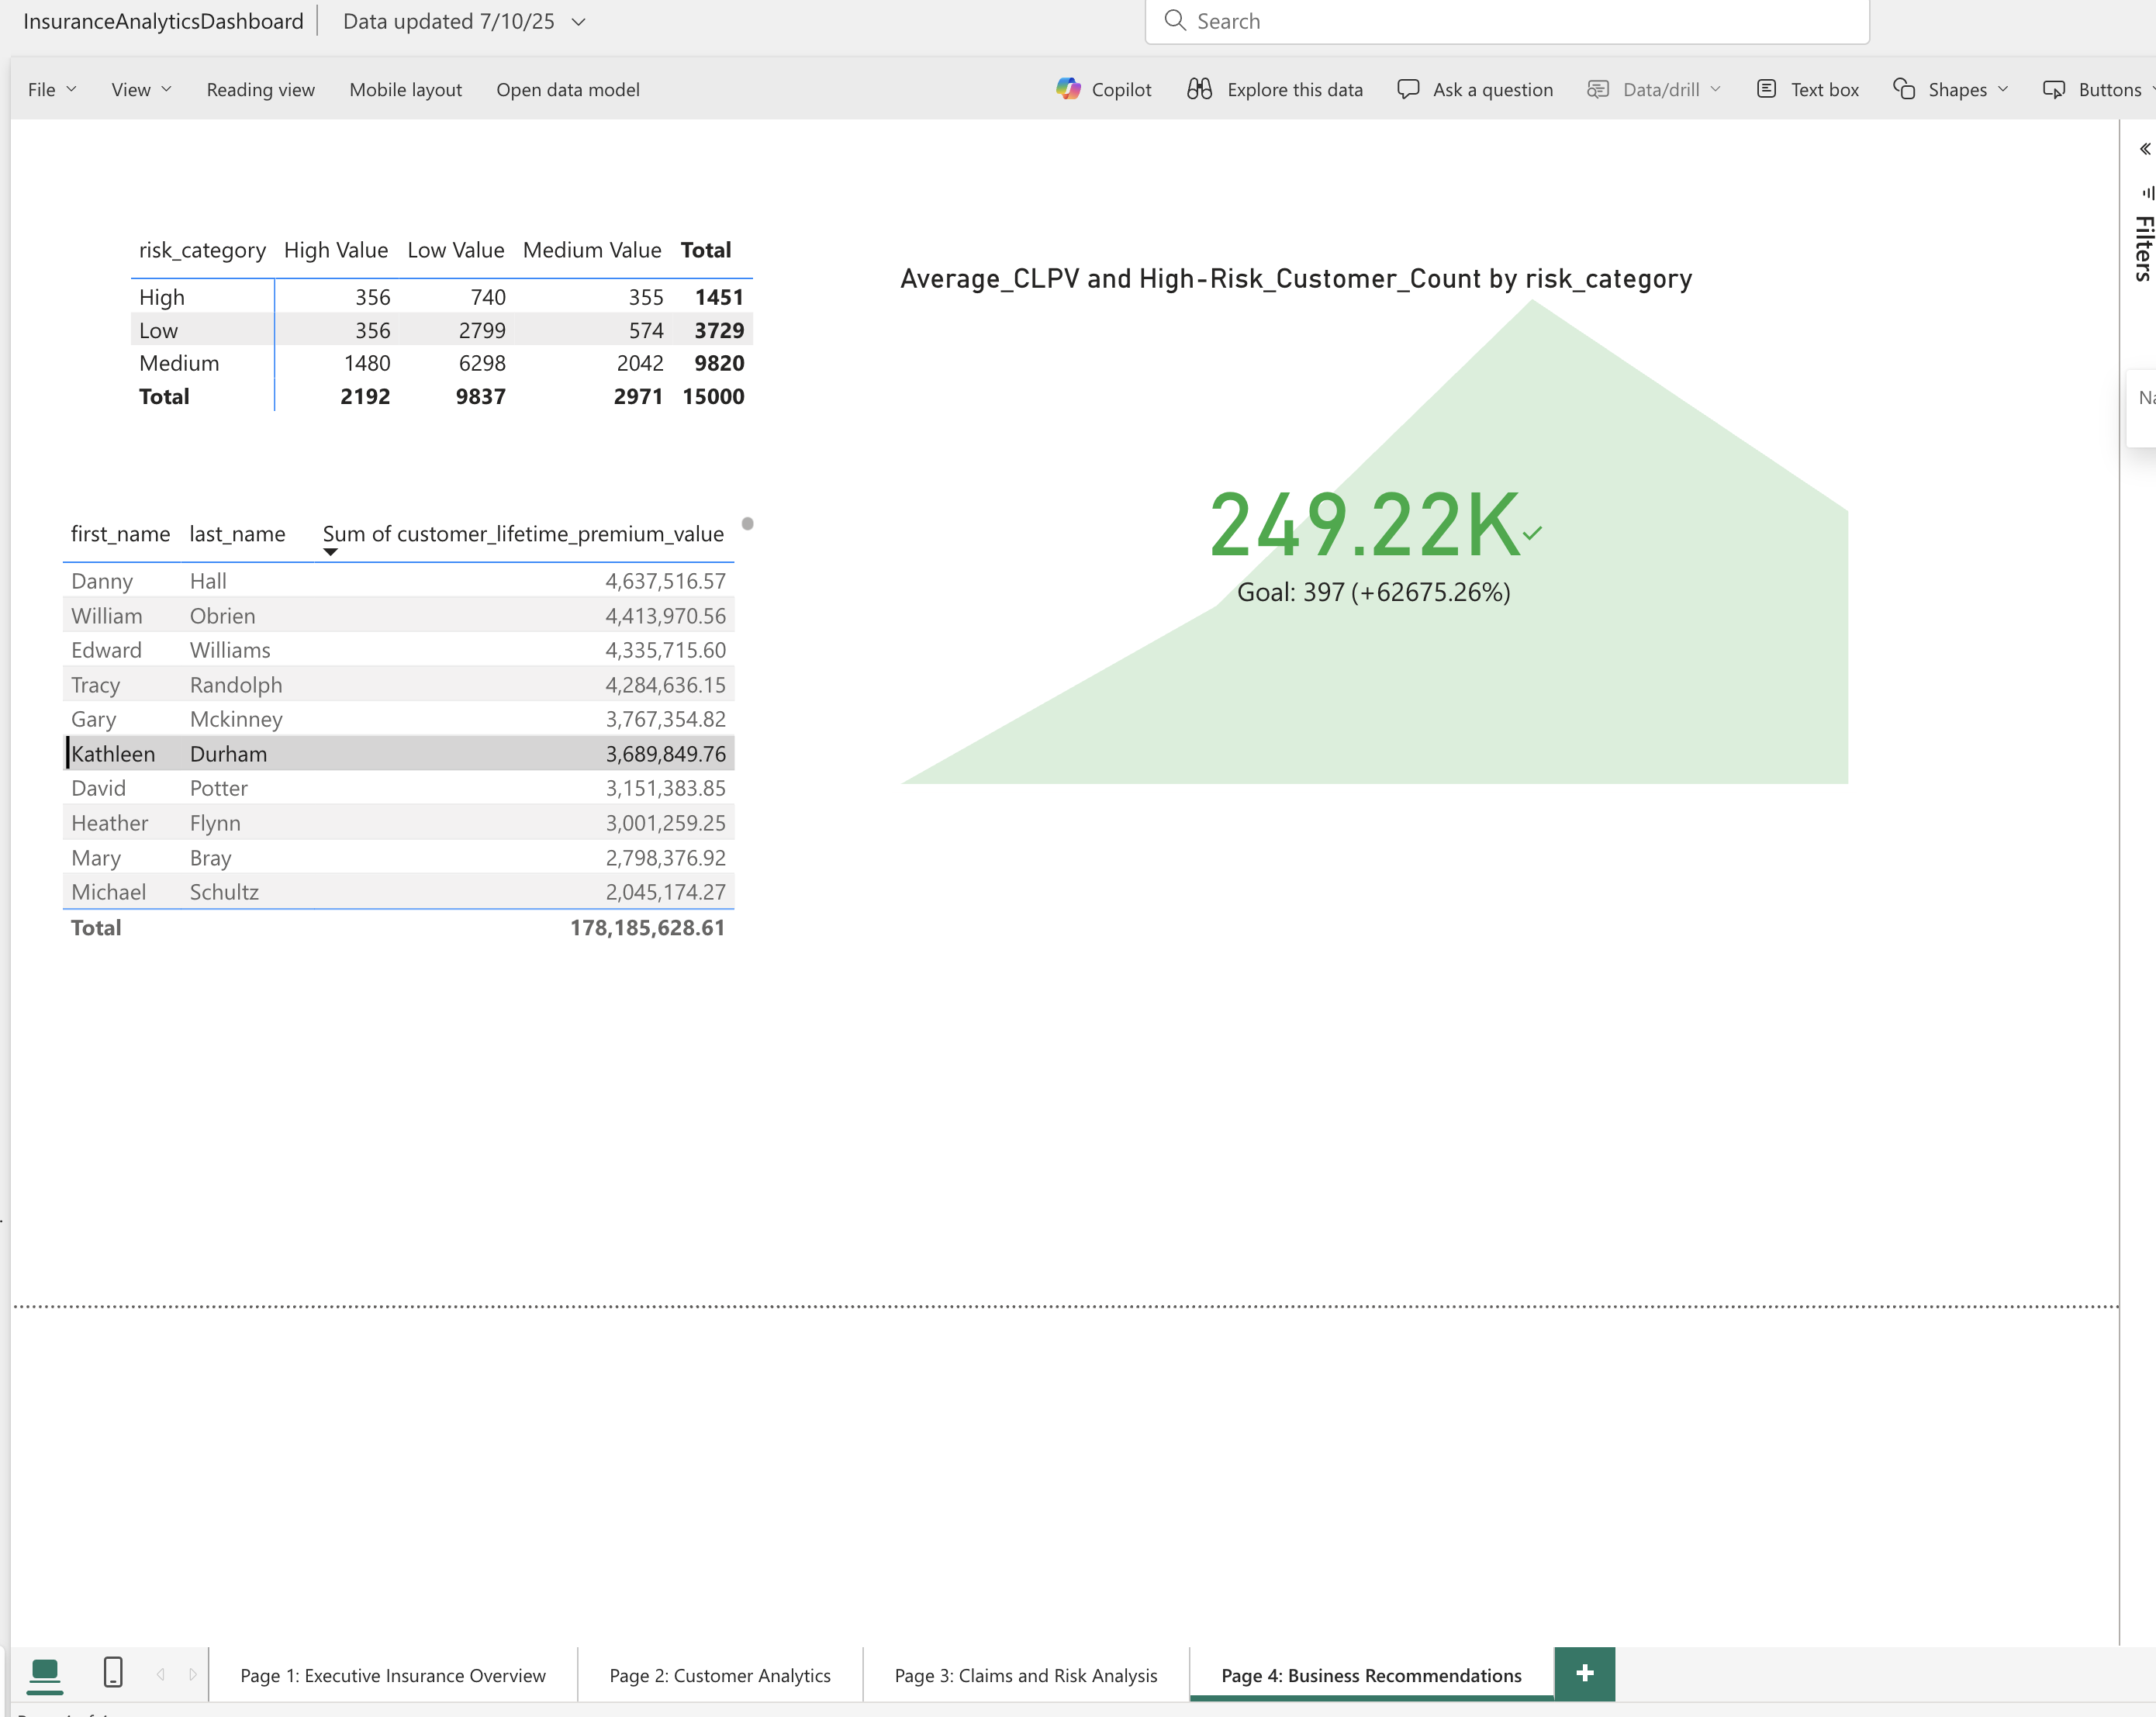 InsuranceAnalyticsDashboard Data updated 7/10/25
Search
File View Reading view Mobile layout Open data model Copilot Explore this data Ask a question Data/drill Text box Shapes Buttons
Filters
risk_category High Value Low Value Medium Value Total
High 356 740 355 1451
Low 356 2799 574 3729
Medium 1480 6298 2042 9820
Total 2192 9837 2971 15000
Average_CLPV and High-Risk_Customer_Count by risk_category
249.22K
Goal: 397 (+62675.26%)
first_name last_name Sum of customer_lifetime_premium_value
Danny Hall 4,637,516.57
William Obrien 4,413,970.56
Edward Williams 4,335,715.60
Tracy Randolph 4,284,636.15
Gary Mckinney 3,767,354.82
Kathleen Durham 3,689,849.76
David Potter 3,151,383.85
Heather Flynn 3,001,259.25
Mary Bray 2,798,376.92
Michael Schultz 2,045,174.27
Total 178,185,628.61
Page 1: Executive Insurance Overview Page 2: Customer Analytics Page 3: Claims and Risk Analysis Page 4: Business Recommendations